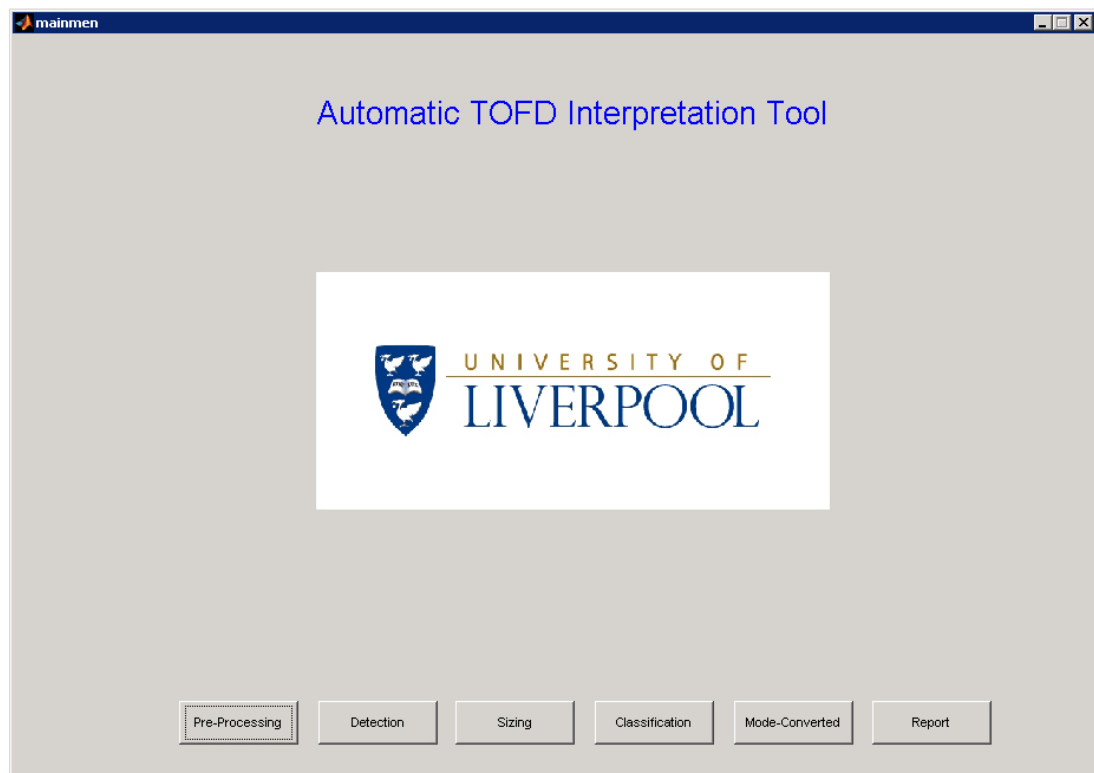 mainmen
Automatic TOFD Interpretation Tool
UNIVERSITY OF
LIVERPOOL
Pre-Processing Detection Sizing Classification Mode-Converted Report